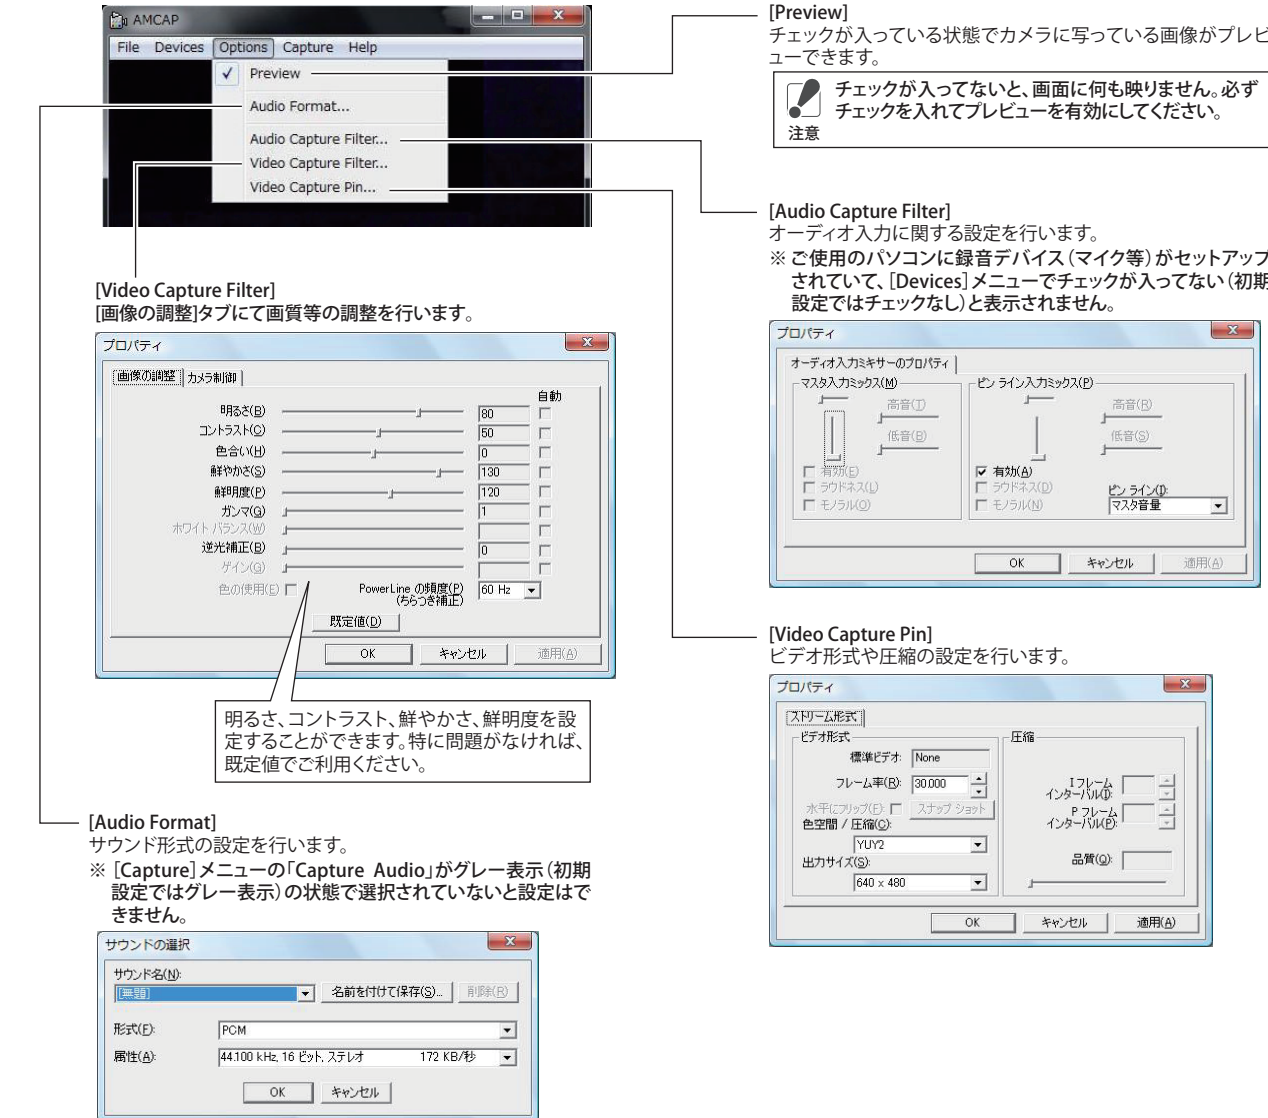 AMCAP
File Devices Options Capture Help
Preview
Audio Format...
Audio Capture Filter...
Video Capture Filter...
Video Capture Pin...
[Preview]
チェックが入っている状態でカメラに写っている画像がプレビ
ューできます。
チェックが入ってないと、画面に何も映りません。必ず
チェックを入れてプレビューを有効にしてください。
注意
[Audio Capture Filter]
オーディオ入力に関する設定を行います。
※ ご使用のパソコンに録音デバイス（マイク等）がセットアップ
されていて、[Devices]メニューでチェックが入ってない（初期
設定ではチェックなし）と表示されません。
プロパティ
オーディオ入力ミキサーのプロパティ
マスタ入力ミックス(M)
高音(T)
低音(B)
有効(E)
ラウドネス(L)
モノラル(O)
ピン ライン入力ミックス(P)
高音(R)
低音(S)
有効(A)
ラウドネス(D)
モノラル(N)
ピン ライン(I):
マスタ音量
OK キャンセル 適用(A)
[Video Capture Filter]
[画像の調整]タブにて画質等の調整を行います。
プロパティ
画像の調整 カメラ制御
自動
明るさ(B) 80
コントラスト(C) 50
色合い(H) 0
鮮やかさ(S) 130
鮮明度(P) 120
ガンマ(G) 1
ホワイト バランス(W)
逆光補正(B) 0
ゲイン(G)
色の使用(E) PowerLine の頻度(P) 60 Hz
(ちらつき補正)
既定値(D)
OK キャンセル 適用(A)
明るさ、コントラスト、鮮やかさ、鮮明度を設
定することができます。特に問題がなければ、
既定値でご利用ください。
[Video Capture Pin]
ビデオ形式や圧縮の設定を行います。
プロパティ
ストリーム形式
ビデオ形式
標準ビデオ: None
フレーム率(R): 30.000
水平にフリップ(F): スナップ ショット
色空間 / 圧縮(C):
YUY2
出力サイズ(S):
640 x 480
圧縮
I フレーム
インターバル(I):
P フレーム
インターバル(P):
品質(Q):
OK キャンセル 適用(A)
[Audio Format]
サウンド形式の設定を行います。
※ [Capture]メニューの「Capture Audio」がグレー表示（初期
設定ではグレー表示）の状態で選択されていないと設定はで
きません。
サウンドの選択
サウンド名(N):
[無題] 名前を付けて保存(S)... 削除(R)
形式(F): PCM
属性(A): 44.100 kHz, 16 ビット, ステレオ 172 KB/秒
OK キャンセル